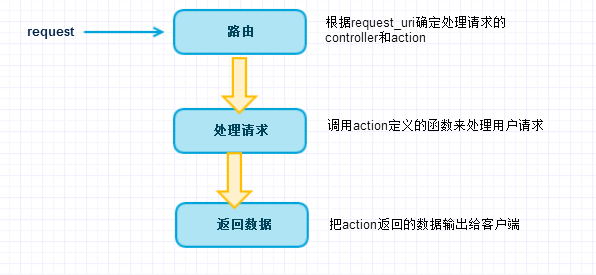 request
路由
根据request_uri确定处理请求的
controller和action
处理请求
调用action定义的函数来处理用户请求
返回数据
把action返回的数据输出给客户端